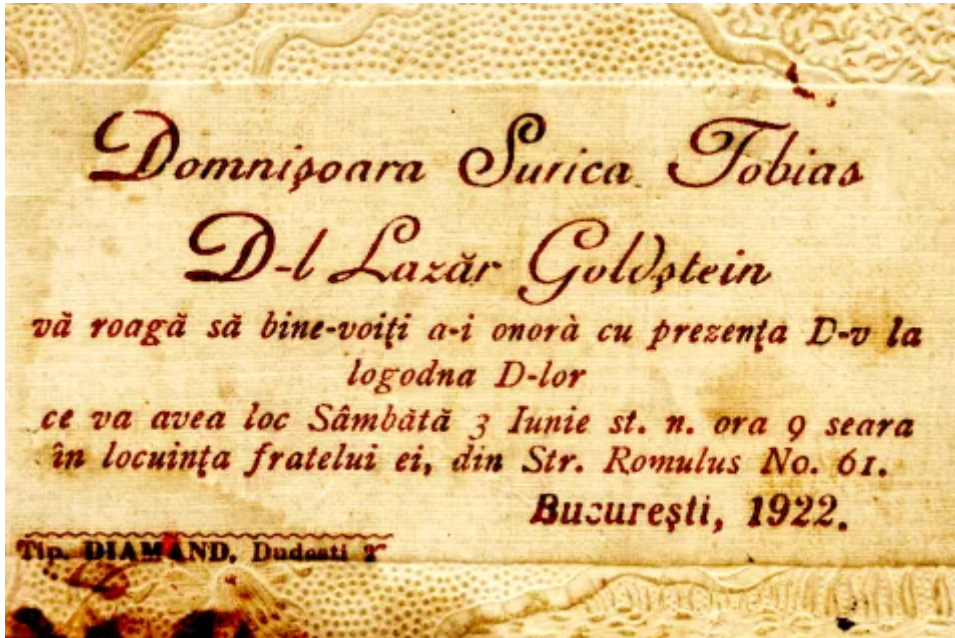 Domnișoara Surica Tobias
D-l Lazăr Goldștein
vă roagă să bine-voiți a-i onorà cu prezența D-v la
logodna D-lor
ce va avea loc Sâmbătă 3 Iunie st. n. ora 9 seara
în locuința fratelui ei, din Str. Romulus No. 61.
București, 1922.
Tip. DIAMAND, Dudești